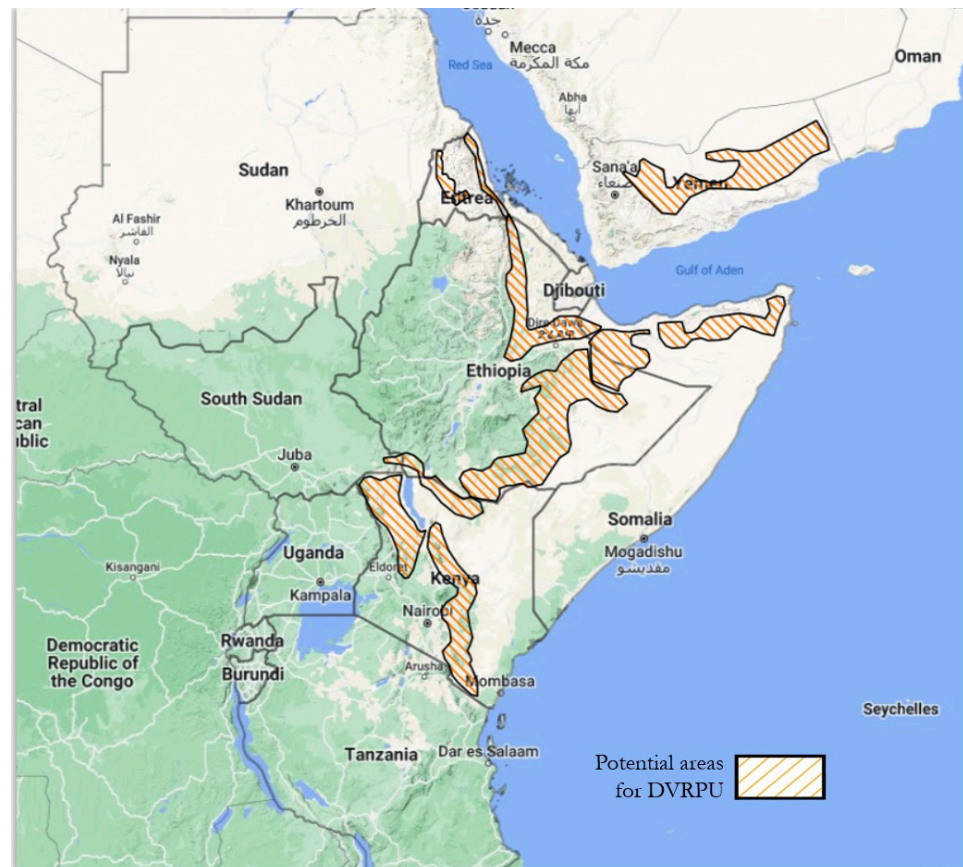 جدة
Mecca
مكة المكرمة
Oman
Red Sea
Abha
أبها
Sudan
Sana'a
صنعاء
Yemen
Khartoum
الخرطوم
Eritrea
Al Fashir
الفاشر
Nyala
نيالا
Gulf of Aden
Djibouti
Dire Dawa
ድሬዳዋ
Ethiopia
South Sudan
tral
can
ublic
Juba
Somalia
Mogadishu
مقديشو
Uganda
Eldoret
Kisangani
Kenya
Kampala
Nairobi
Rwanda
Democratic
Republic of
the Congo
Burundi
Arusha
Mombasa
Seychelles
Tanzania
Dar es Salaam
Potential areas
for DVRPU